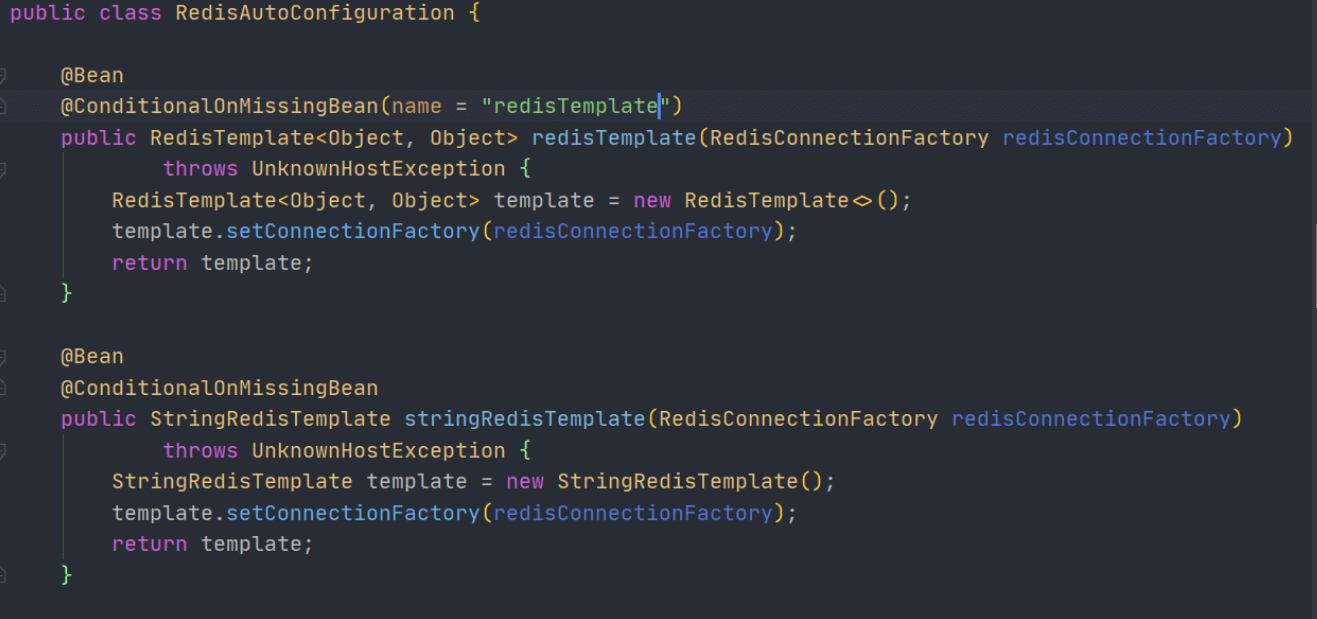 public class RedisAutoConfiguration {
@Bean
@ConditionalOnMissingBean(name = "redisTemplate")
public RedisTemplate<Object, Object> redisTemplate(RedisConnectionFactory redisConnectionFactory)
throws UnknownHostException {
RedisTemplate<Object, Object> template = new RedisTemplate<>();
template.setConnectionFactory(redisConnectionFactory);
return template;
}
@Bean
@ConditionalOnMissingBean
public StringRedisTemplate stringRedisTemplate(RedisConnectionFactory redisConnectionFactory)
throws UnknownHostException {
StringRedisTemplate template = new StringRedisTemplate();
template.setConnectionFactory(redisConnectionFactory);
return template;
}